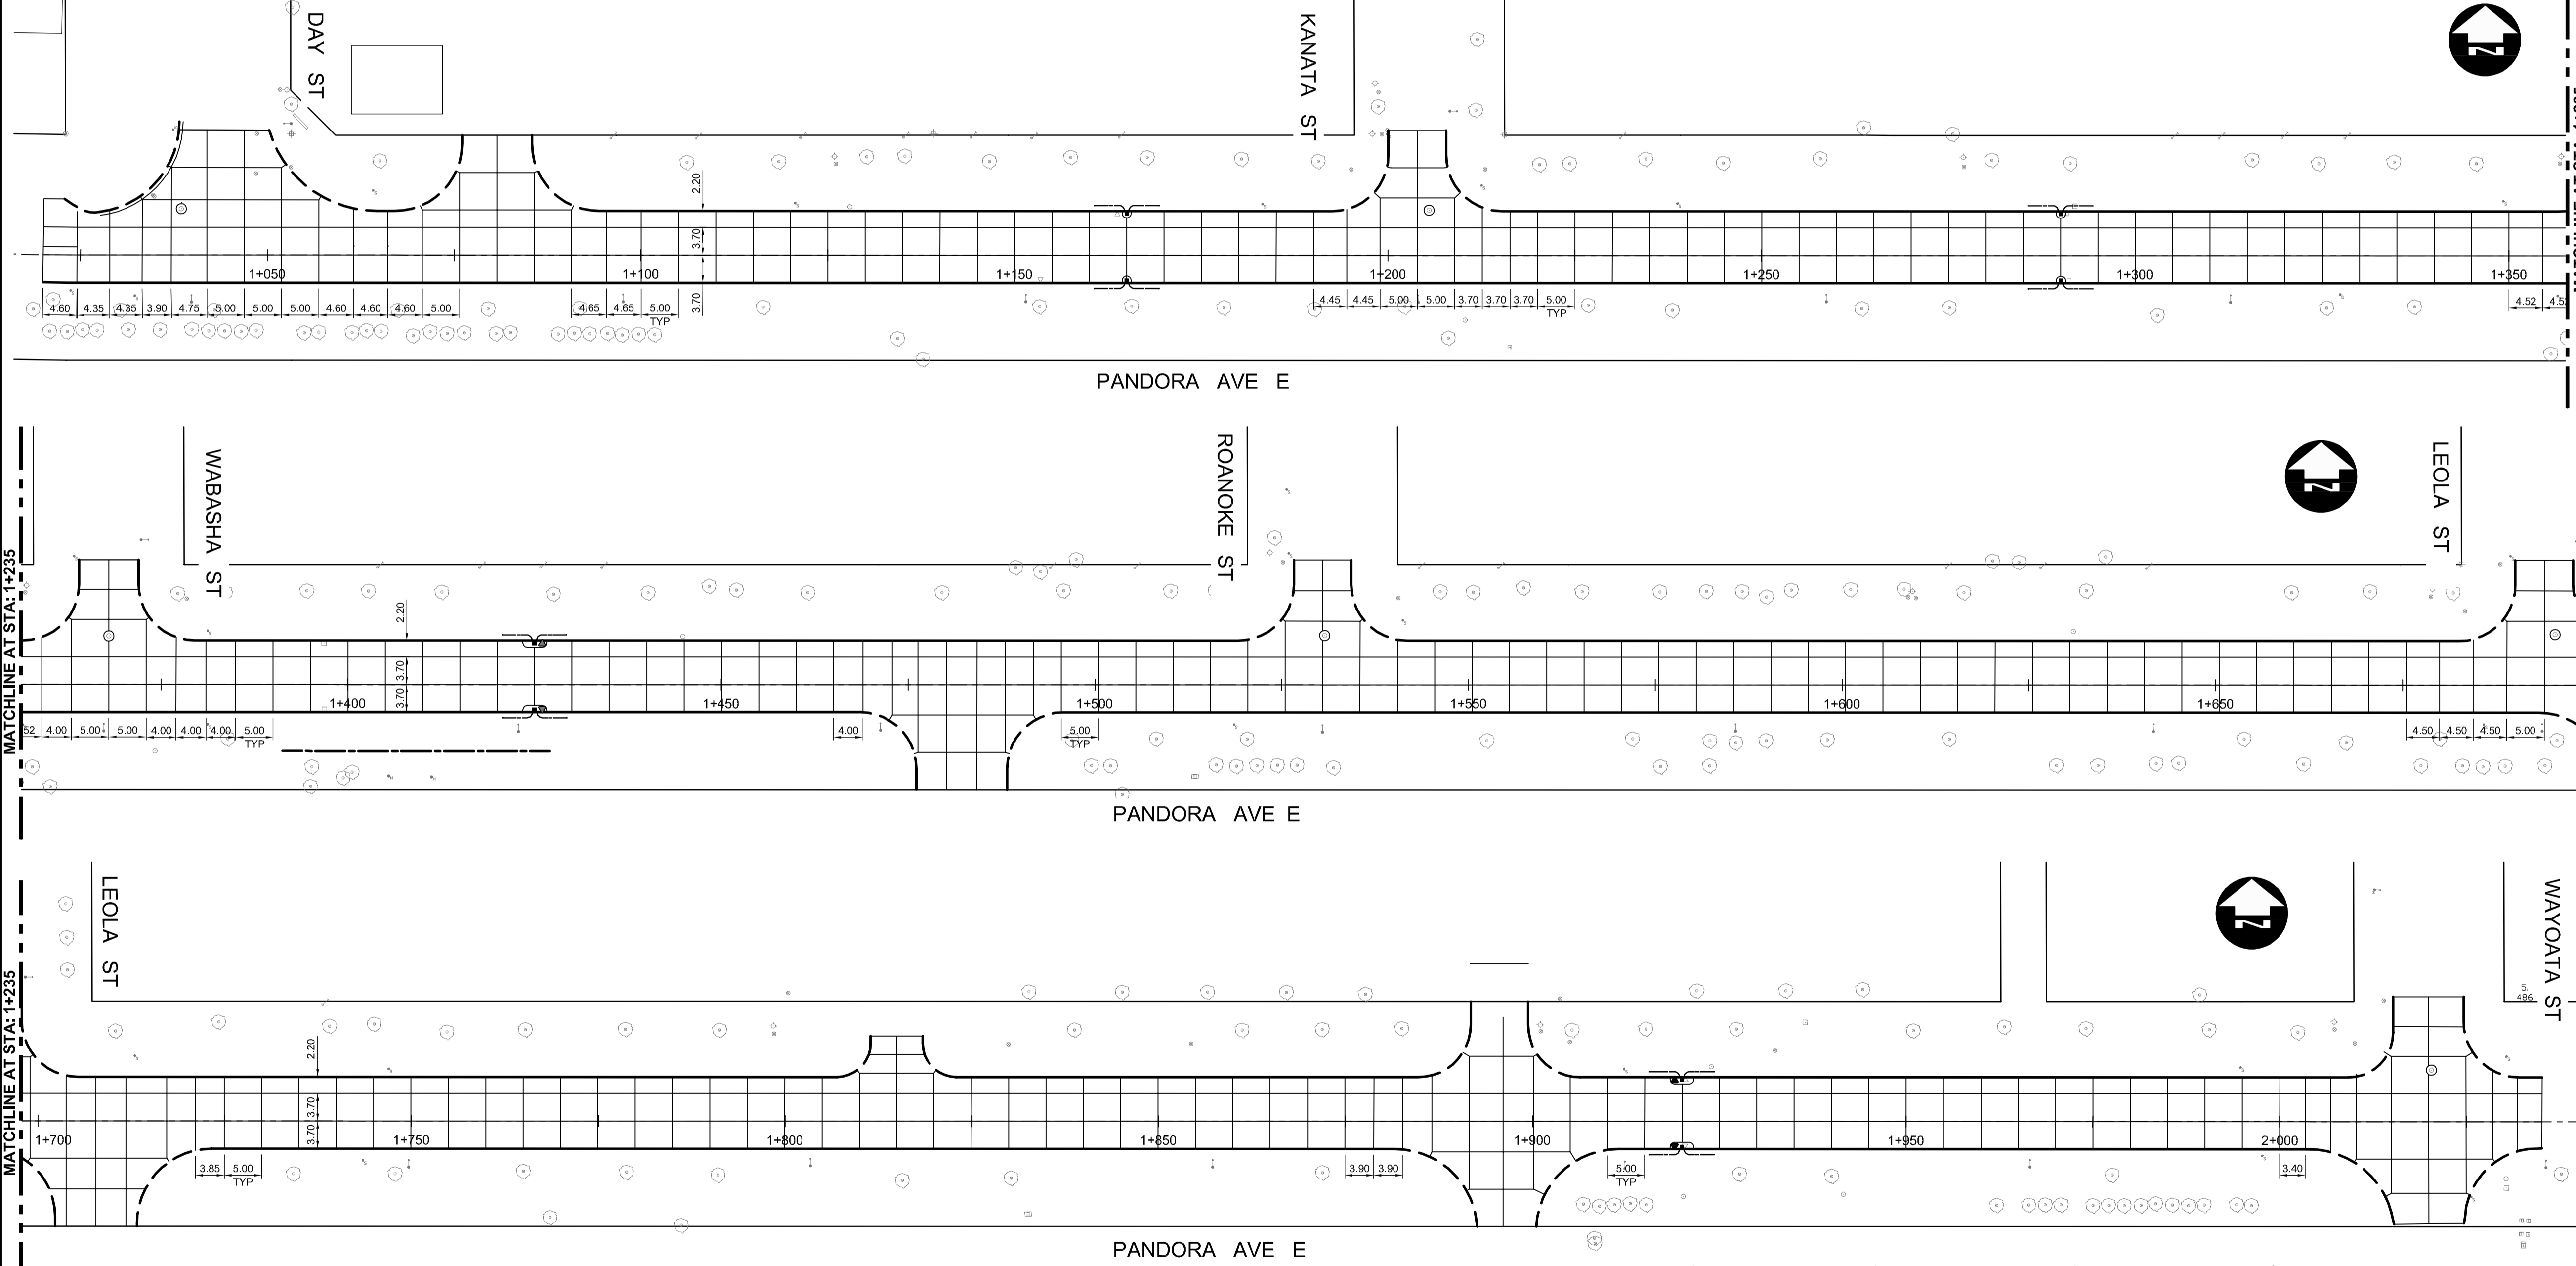 DAY ST
KANATA ST
N
2.20
3.70
3.70
1+050
1+100
1+150
1+200
1+250
1+300
1+350
4.60 4.35 4.35 3.90 4.75 5.00 5.00 5.00 4.60 4.60 4.60 5.00
4.65 4.65 5.00
TYP
4.45 4.45 5.00 5.00 3.70 3.70 3.70 5.00
TYP
4.52
PANDORA AVE E
MATCHLINE AT STA: 1+235
WABASHA ST
ROANOKE ST
N
LEOLA ST
2.20
3.70
3.70
1+400
1+450
1+500
1+550
1+600
1+650
52 4.00 5.00 5.00 4.00 4.00 4.00 5.00
TYP
4.00
5.00
TYP
4.50 4.50 4.50 5.00
PANDORA AVE E
MATCHLINE AT STA: 1+235
LEOLA ST
N
WAYOATA ST
5.
486
2.20
3.70
3.70
1+700
1+750
1+800
1+850
1+900
1+950
2+000
3.85 5.00
TYP
3.90 3.90
5.00
TYP
3.40
PANDORA AVE E